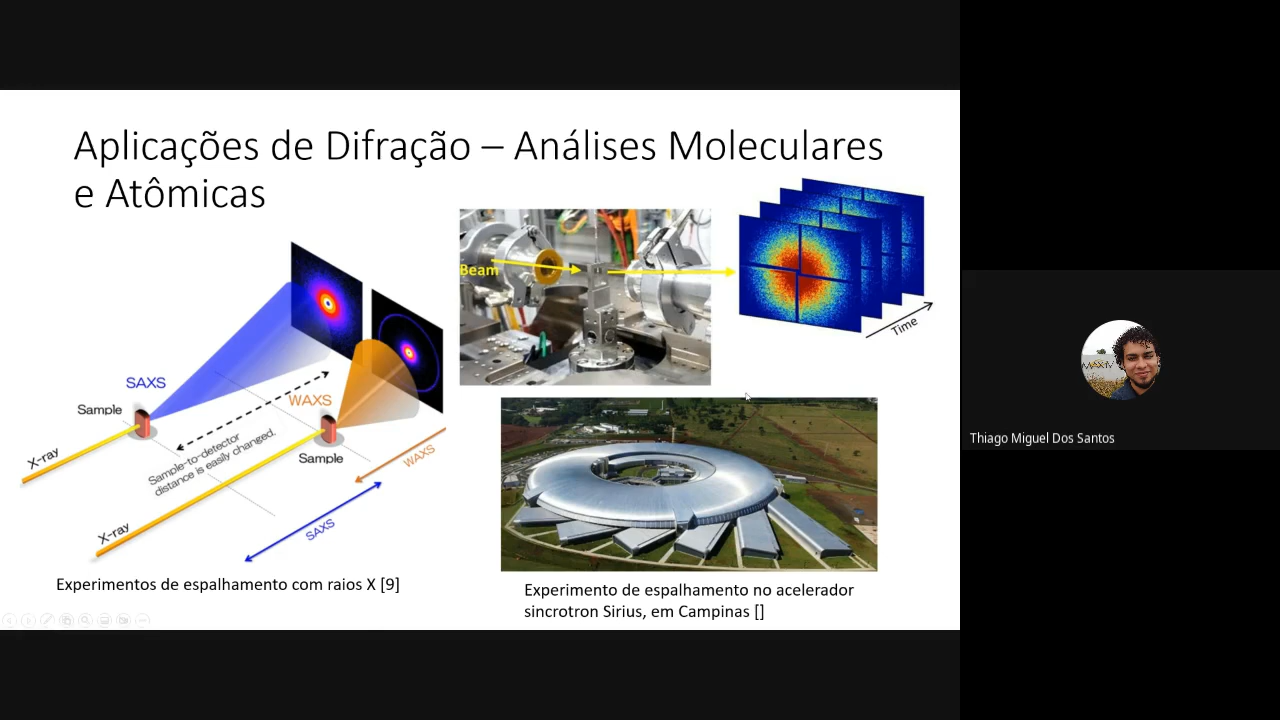 Aplicações de Difração – Análises Moleculares
e Atômicas
Beam
Time
SAXS
WAXS
Sample
Sample
X-ray
X-ray
Sample-to-detector
distance is easily changed.
WAXS
SAXS
Experimentos de espalhamento com raios X [9]
Experimento de espalhamento no acelerador
sincrotron Sirius, em Campinas []
MAXIV
Thiago Miguel Dos Santos